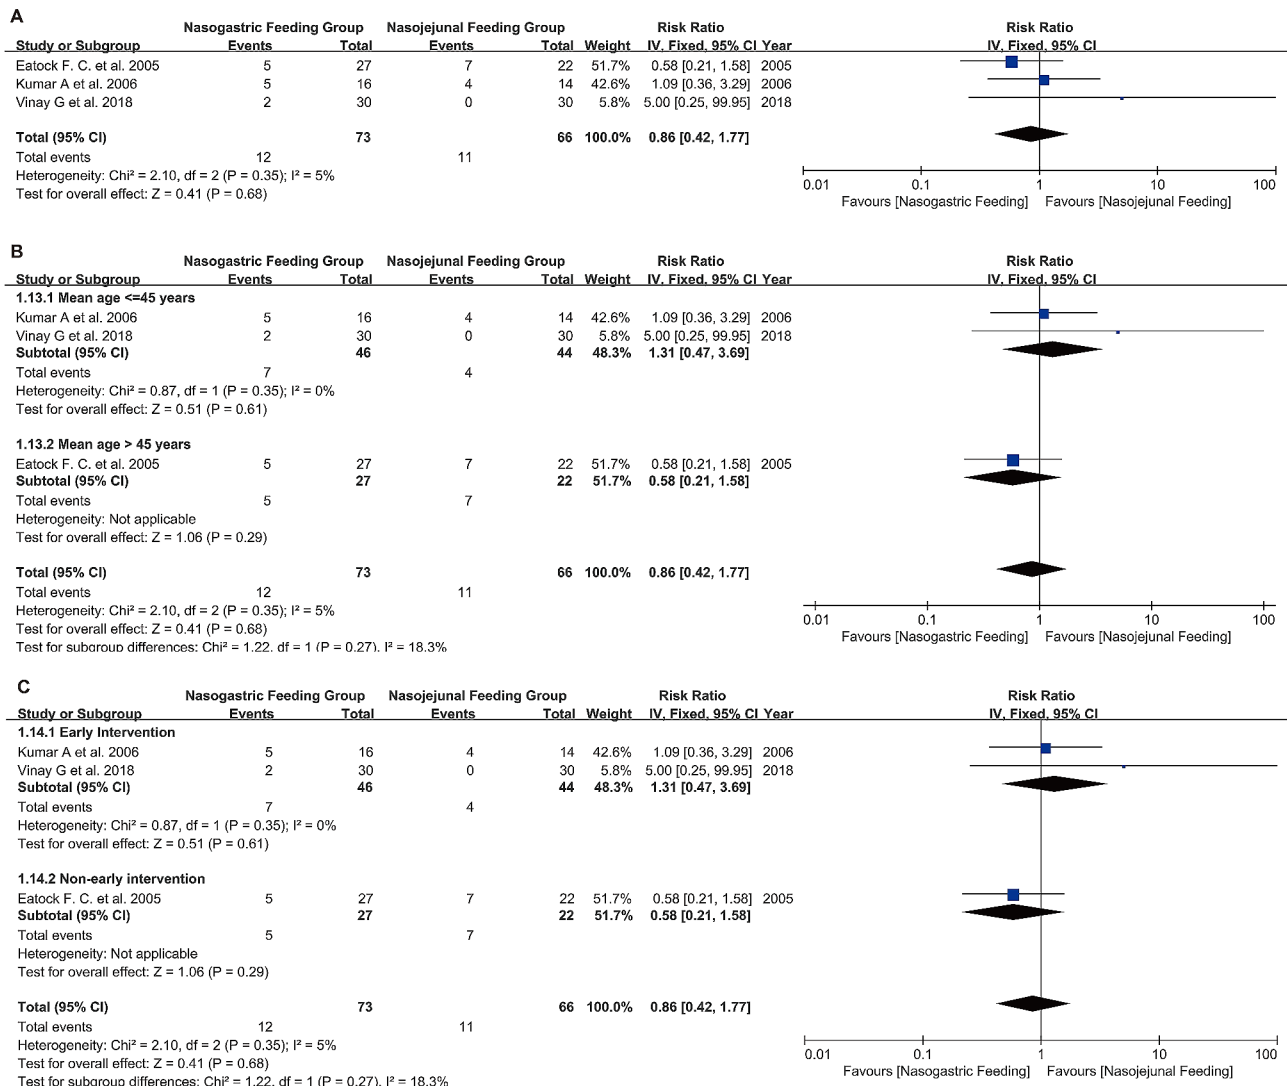 A
Nasogastric Feeding Group Nasojejunal Feeding Group Risk Ratio Risk Ratio
Study or Subgroup Events Total Events Total Weight IV, Fixed, 95% CI Year IV, Fixed, 95% CI
Eatock F. C. et al. 2005 5 27 7 22 51.7% 0.58 [0.21, 1.58] 2005
Kumar A et al. 2006 5 16 4 14 42.6% 1.09 [0.36, 3.29] 2006
Vinay G et al. 2018 2 30 0 30 5.8% 5.00 [0.25, 99.95] 2018
Total (95% CI) 73 66 100.0% 0.86 [0.42, 1.77]
Total events 12 11
Heterogeneity: Chi² = 2.10, df = 2 (P = 0.35); I² = 5%
Test for overall effect: Z = 0.41 (P = 0.68)
0.01 0.1 1 10 100
Favours [Nasogastric Feeding] Favours [Nasojejunal Feeding]
B
Nasogastric Feeding Group Nasojejunal Feeding Group Risk Ratio Risk Ratio
Study or Subgroup Events Total Events Total Weight IV, Fixed, 95% CI Year IV, Fixed, 95% CI
1.13.1 Mean age <=45 years
Kumar A et al. 2006 5 16 4 14 42.6% 1.09 [0.36, 3.29] 2006
Vinay G et al. 2018 2 30 0 30 5.8% 5.00 [0.25, 99.95] 2018
Subtotal (95% CI) 46 44 48.3% 1.31 [0.47, 3.69]
Total events 7 4
Heterogeneity: Chi² = 0.87, df = 1 (P = 0.35); I² = 0%
Test for overall effect: Z = 0.51 (P = 0.61)
1.13.2 Mean age > 45 years
Eatock F. C. et al. 2005 5 27 7 22 51.7% 0.58 [0.21, 1.58] 2005
Subtotal (95% CI) 27 22 51.7% 0.58 [0.21, 1.58]
Total events 5 7
Heterogeneity: Not applicable
Test for overall effect: Z = 1.06 (P = 0.29)
Total (95% CI) 73 66 100.0% 0.86 [0.42, 1.77]
Total events 12 11
Heterogeneity: Chi² = 2.10, df = 2 (P = 0.35); I² = 5%
Test for overall effect: Z = 0.41 (P = 0.68)
Test for subgroup differences: Chi² = 1.22, df = 1 (P = 0.27), I² = 18.3%
0.01 0.1 1 10 100
Favours [Nasogastric Feeding] Favours [Nasojejunal Feeding]
C
Nasogastric Feeding Group Nasojejunal Feeding Group Risk Ratio Risk Ratio
Study or Subgroup Events Total Events Total Weight IV, Fixed, 95% CI Year IV, Fixed, 95% CI
1.14.1 Early Intervention
Kumar A et al. 2006 5 16 4 14 42.6% 1.09 [0.36, 3.29] 2006
Vinay G et al. 2018 2 30 0 30 5.8% 5.00 [0.25, 99.95] 2018
Subtotal (95% CI) 46 44 48.3% 1.31 [0.47, 3.69]
Total events 7 4
Heterogeneity: Chi² = 0.87, df = 1 (P = 0.35); I² = 0%
Test for overall effect: Z = 0.51 (P = 0.61)
1.14.2 Non-early intervention
Eatock F. C. et al. 2005 5 27 7 22 51.7% 0.58 [0.21, 1.58] 2005
Subtotal (95% CI) 27 22 51.7% 0.58 [0.21, 1.58]
Total events 5 7
Heterogeneity: Not applicable
Test for overall effect: Z = 1.06 (P = 0.29)
Total (95% CI) 73 66 100.0% 0.86 [0.42, 1.77]
Total events 12 11
Heterogeneity: Chi² = 2.10, df = 2 (P = 0.35); I² = 5%
Test for overall effect: Z = 0.41 (P = 0.68)
Test for subgroup differences: Chi² = 1.22, df = 1 (P = 0.27), I² = 18.3%
0.01 0.1 1 10 100
Favours [Nasogastric Feeding] Favours [Nasojejunal Feeding]